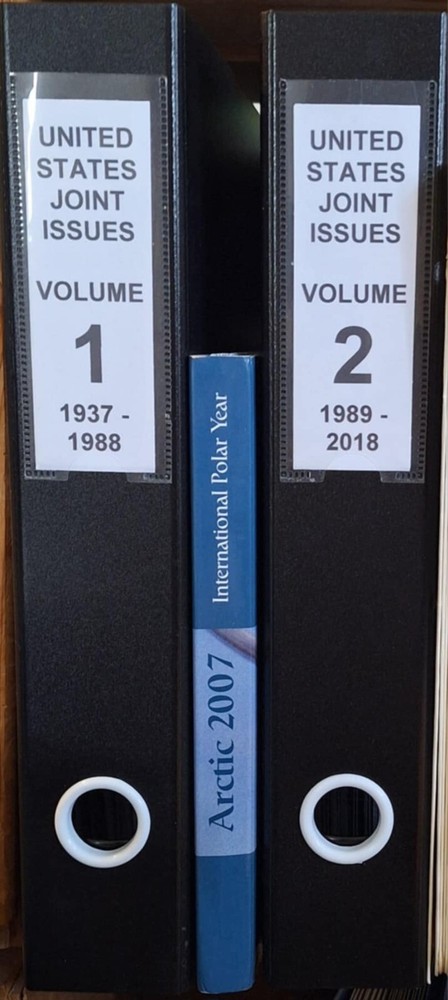 UNITED
STATES
JOINT
ISSUES
VOLUME
1
1937 -
1988
Arctic 2007
International Polar Year
UNITED
STATES
JOINT
ISSUES
VOLUME
2
1989 -
2018